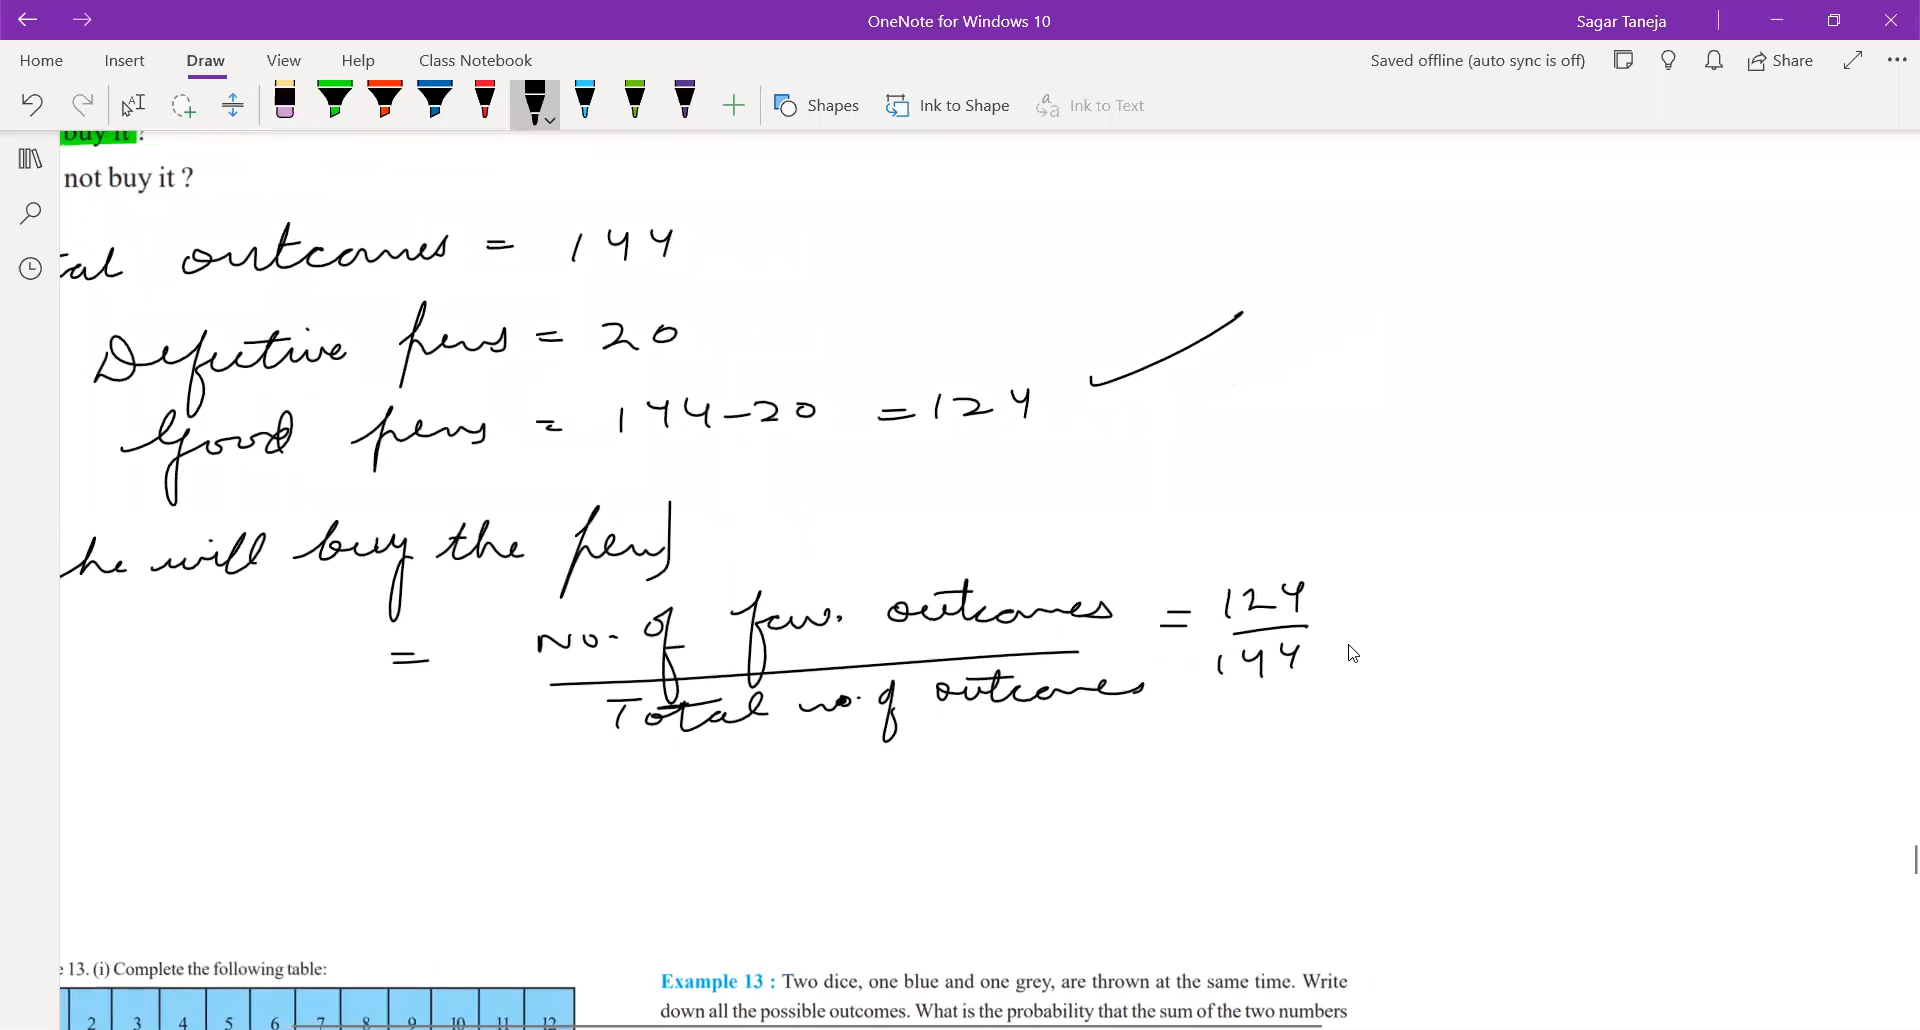 OneNote for Windows 10
Sagar Taneja
Home Insert Draw View Help Class Notebook
Saved offline (auto sync is off) Share
Shapes Ink to Shape Ink to Text
buy it ?
not buy it ?
tal outcomes = 144
Defective pens = 20
Good pens = 144-20 = 124
he will buy the pen)
= No. of fav. outcomes = 124
Total no. of outcomes 144
e 13. (i) Complete the following table:
2 3 4 5 6 7 8 9 10 11 12
Example 13 : Two dice, one blue and one grey, are thrown at the same time. Write
down all the possible outcomes. What is the probability that the sum of the two numbers